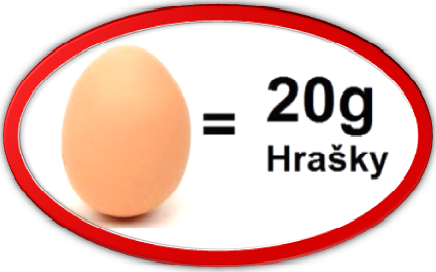 = 20g
Hrašky